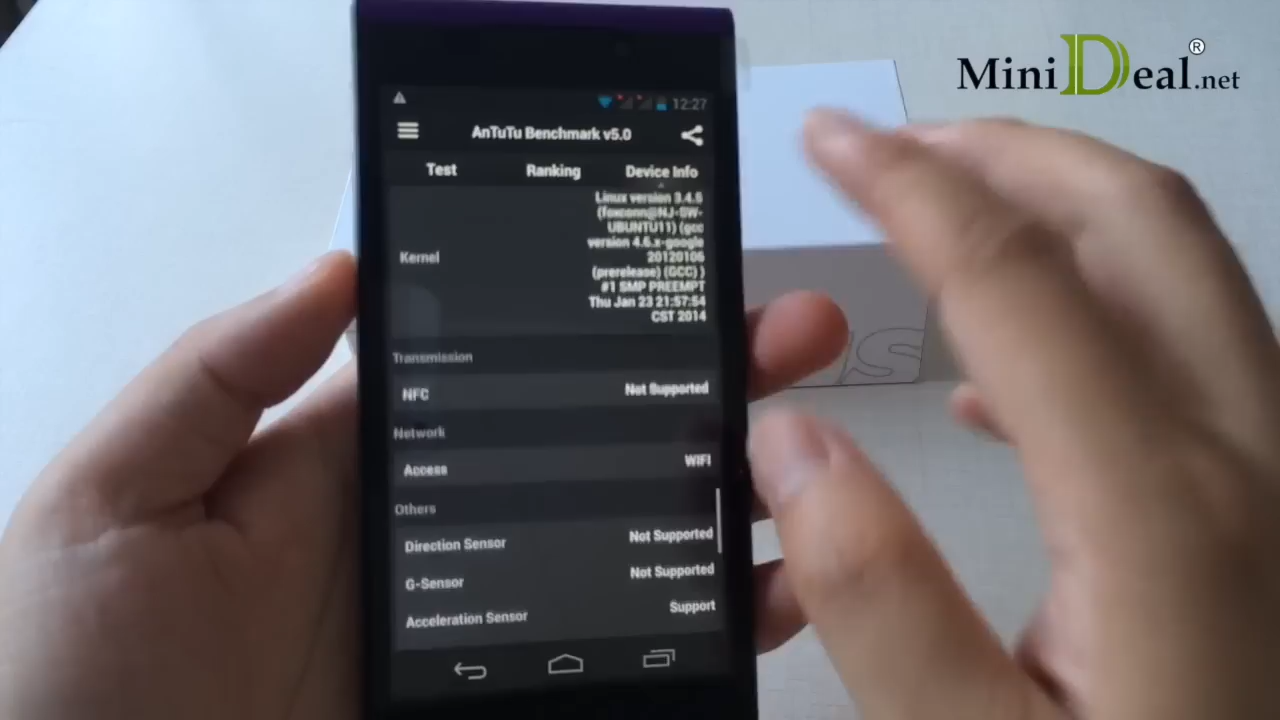 MiniDeal.net
®
12:27
AnTuTu Benchmark v5.0
Test Ranking Device Info
Kernel
Linux version 3.4.5
(foxconn@NJ-SW-
UBUNTU11) (gcc
version 4.6.x-google
20120106
(prerelease) (GCC) )
#1 SMP PREEMPT
Thu Jan 23 21:57:54
CST 2014
Transmission
NFC Not Supported
Network
Access WIFI
Others
Direction Sensor Not Supported
G-Sensor Not Supported
Acceleration Sensor Support